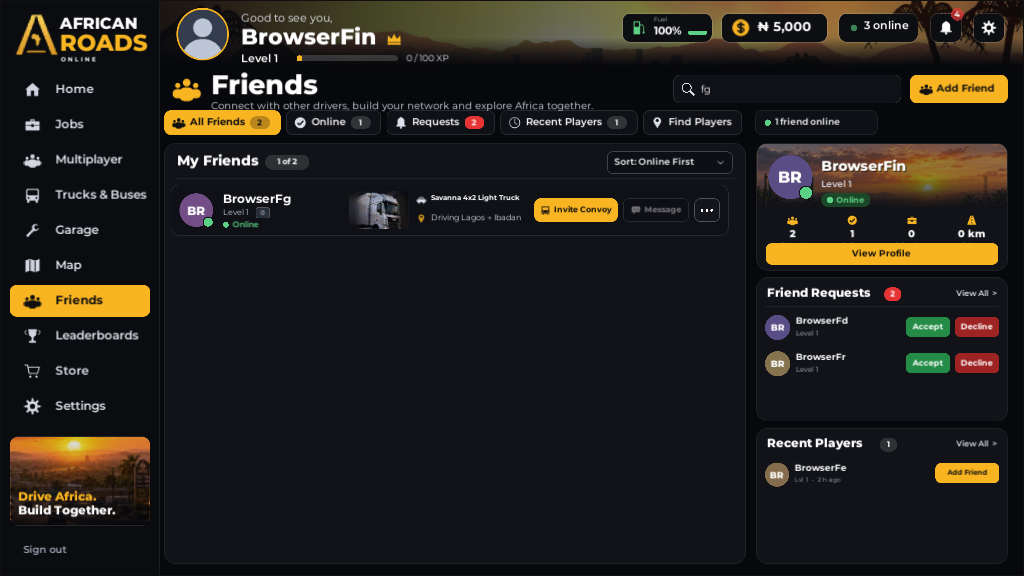 AFRICAN
ROADS
ONLINE
Home
Jobs
Multiplayer
Trucks & Buses
Garage
Map
Friends
Leaderboards
Store
Settings
Drive Africa.
Build Together.
Sign out
Good to see you,
BrowserFin
Level 1
0 / 100 XP
Fuel
100%
$ ₦ 5,000
3 online
4
Friends
Connect with other drivers, build your network and explore Africa together.
fg
Add Friend
All Friends 2
Online 1
Requests 2
Recent Players 1
Find Players
1 friend online
My Friends 1 of 2
Sort: Online First
BR
BrowserFg
Level 1
Online
Savanna 4x2 Light Truck
Driving Lagos → Ibadan
Invite Convoy
Message
BR
BrowserFin
Level 1
Online
2 1 0 0 km
View Profile
Friend Requests 2 View All >
BR
BrowserFd
Level 1
Accept Decline
BR
BrowserFr
Level 1
Accept Decline
Recent Players 1 View All >
BR
BrowserFe
Lvl 1 · 2 h ago
Add Friend